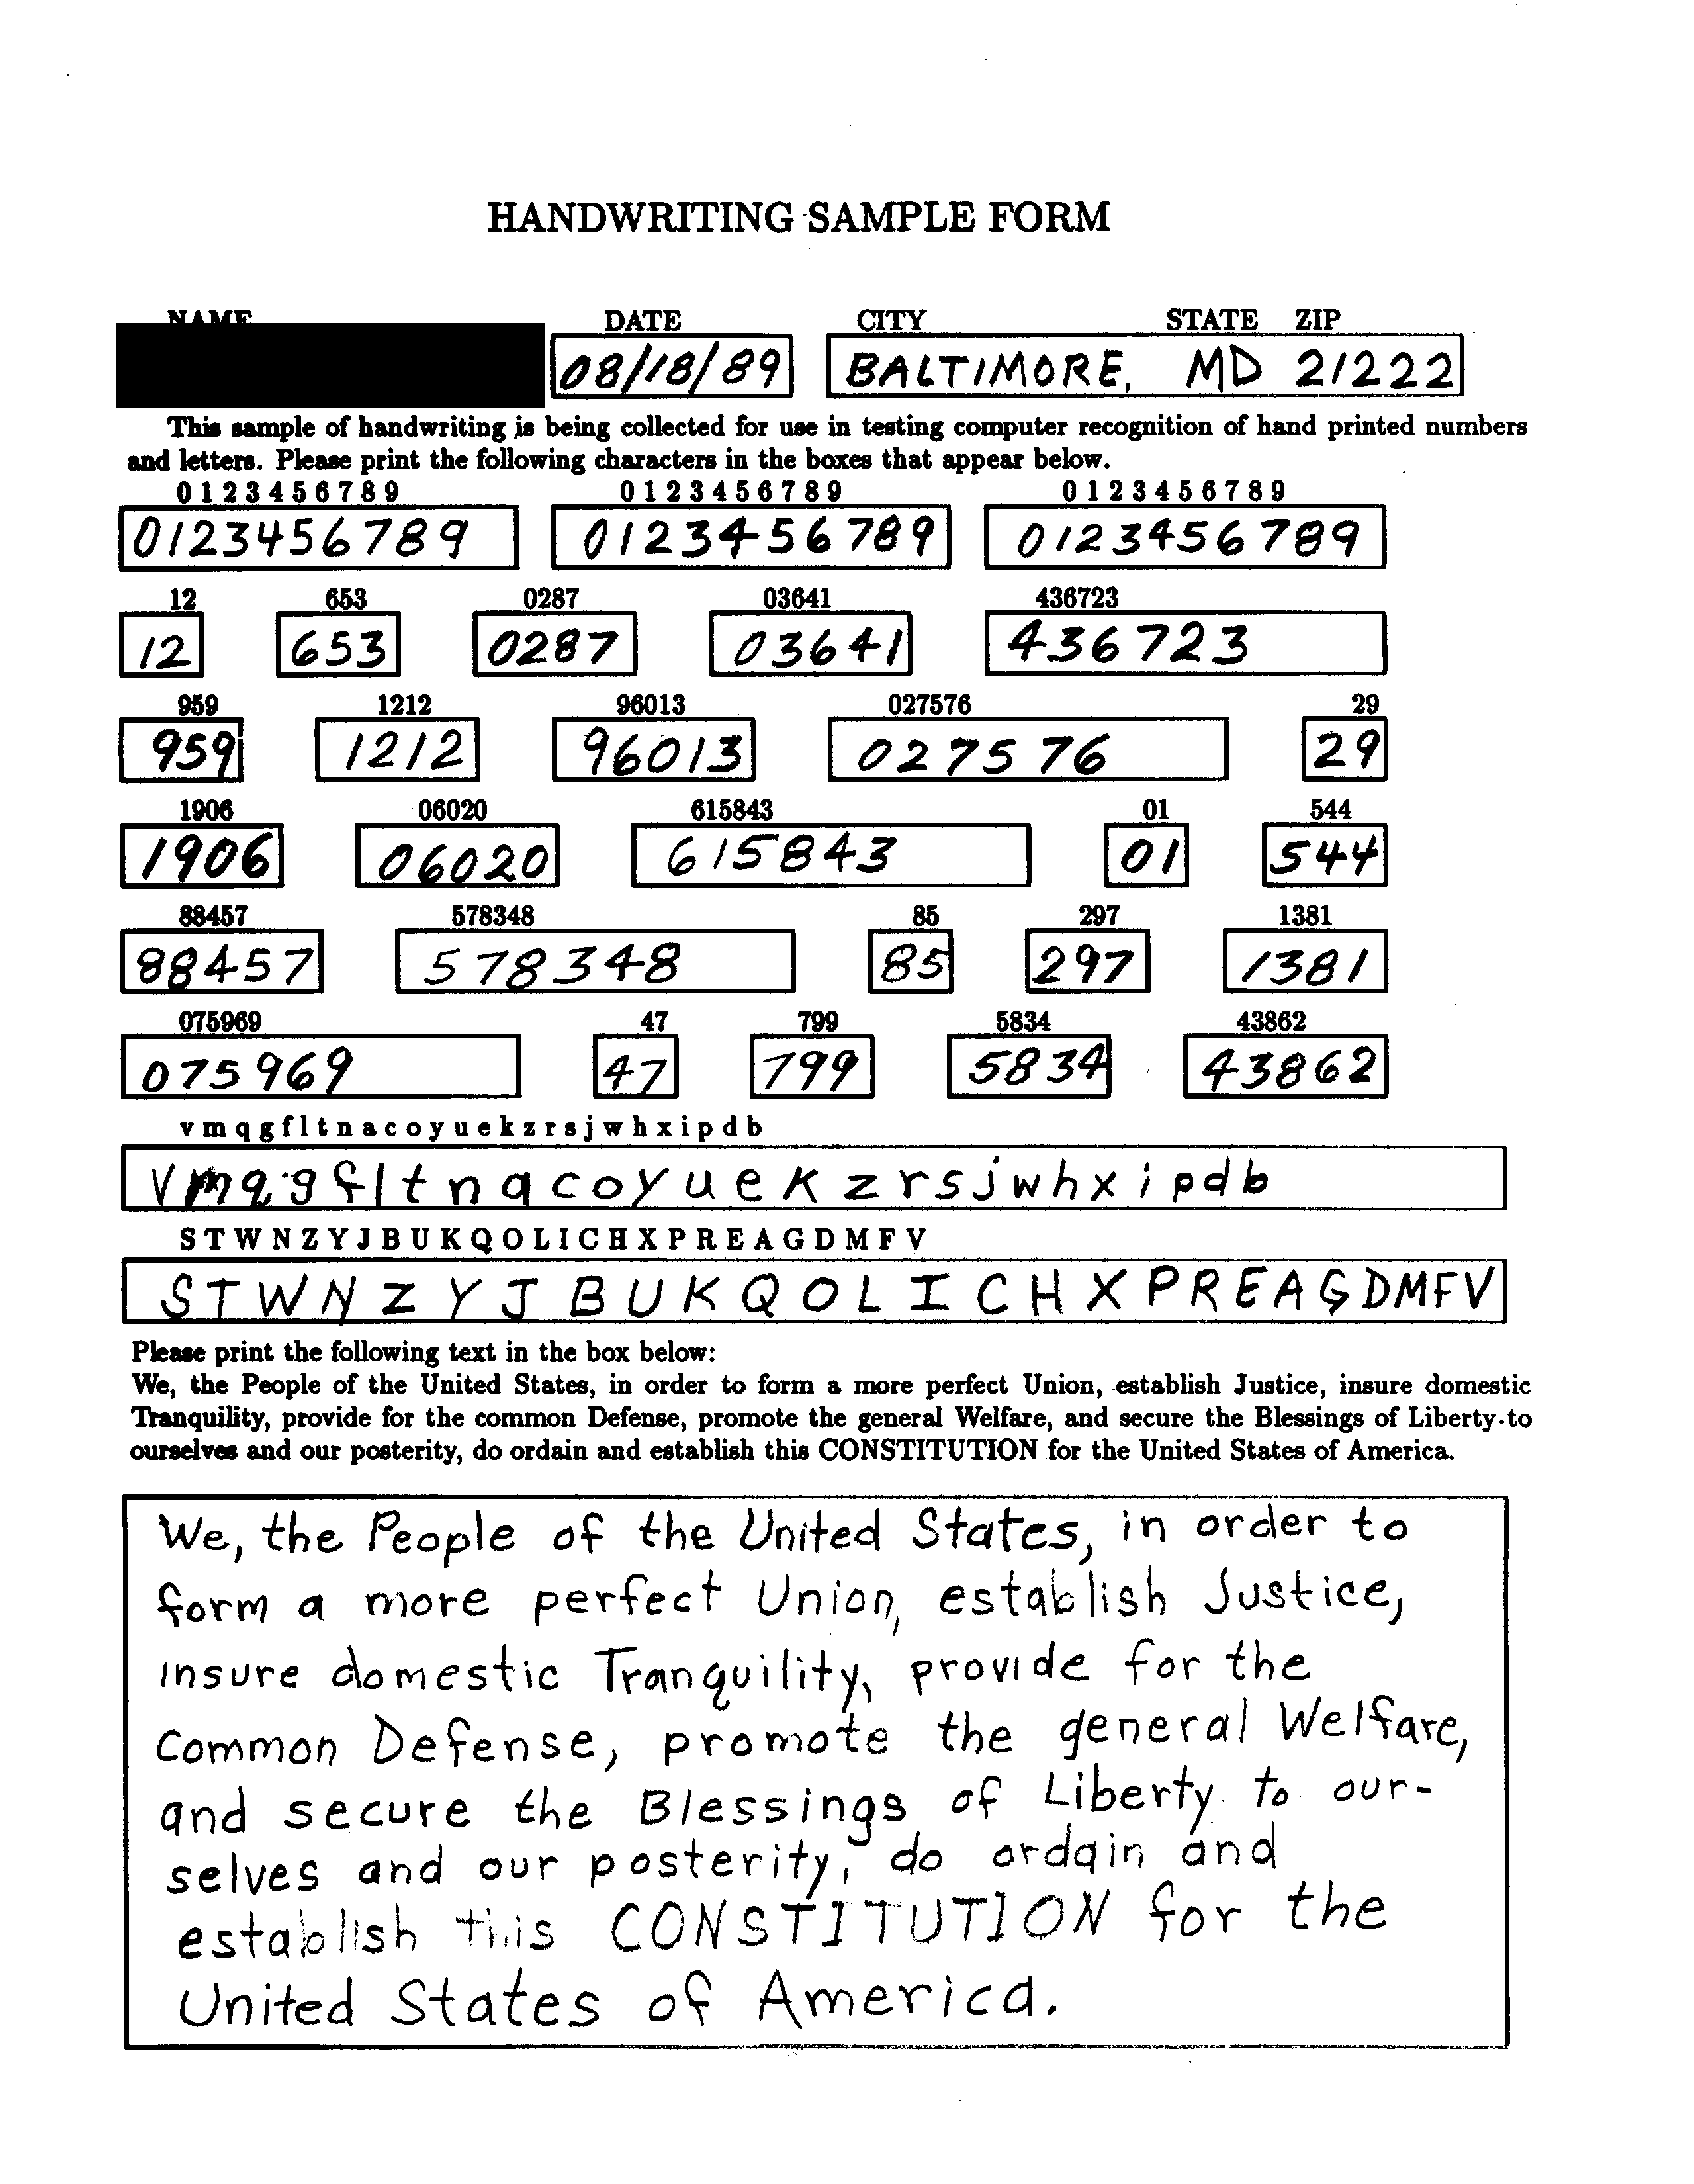 HANDWRITING SAMPLE FORM
NAME DATE CITY STATE ZIP
08/18/89 BALTIMORE, MD 21222
This sample of handwriting is being collected for use in testing computer recognition of hand printed numbers
and letters. Please print the following characters in the boxes that appear below.
0 1 2 3 4 5 6 7 8 9 0 1 2 3 4 5 6 7 8 9 0 1 2 3 4 5 6 7 8 9
0123456789 0123456789 0123456789
12 653 0287 03641 436723
12 653 0287 03641 436723
959 1212 96013 027576 29
959 1212 96013 027576 29
1906 06020 615843 01 544
1906 06020 615843 01 544
88457 578348 85 297 1381
88457 578348 85 297 1381
075969 47 799 5834 43862
075969 47 799 5834 43862
v m q g f l t n a c o y u e k z r s j w h x i p d b
v m q g f l t n a c o y u e k z r s j w h x i p d b
S T W N Z Y J B U K Q O L I C H X P R E A G D M F V
S T W N Z Y J B U K Q O L I C H X P R E A G D M F V
Please print the following text in the box below:
We, the People of the United States, in order to form a more perfect Union, establish Justice, insure domestic
Tranquility, provide for the common Defense, promote the general Welfare, and secure the Blessings of Liberty to
ourselves and our posterity, do ordain and establish this CONSTITUTION for the United States of America.
We, the People of the United States, in order to
form a more perfect Union, establish Justice,
insure domestic Tranquility, provide for the
common Defense, promote the general Welfare,
and secure the Blessings of Liberty to our-
selves and our posterity, do ordain and
establish this CONSTITUTION for the
United States of America.